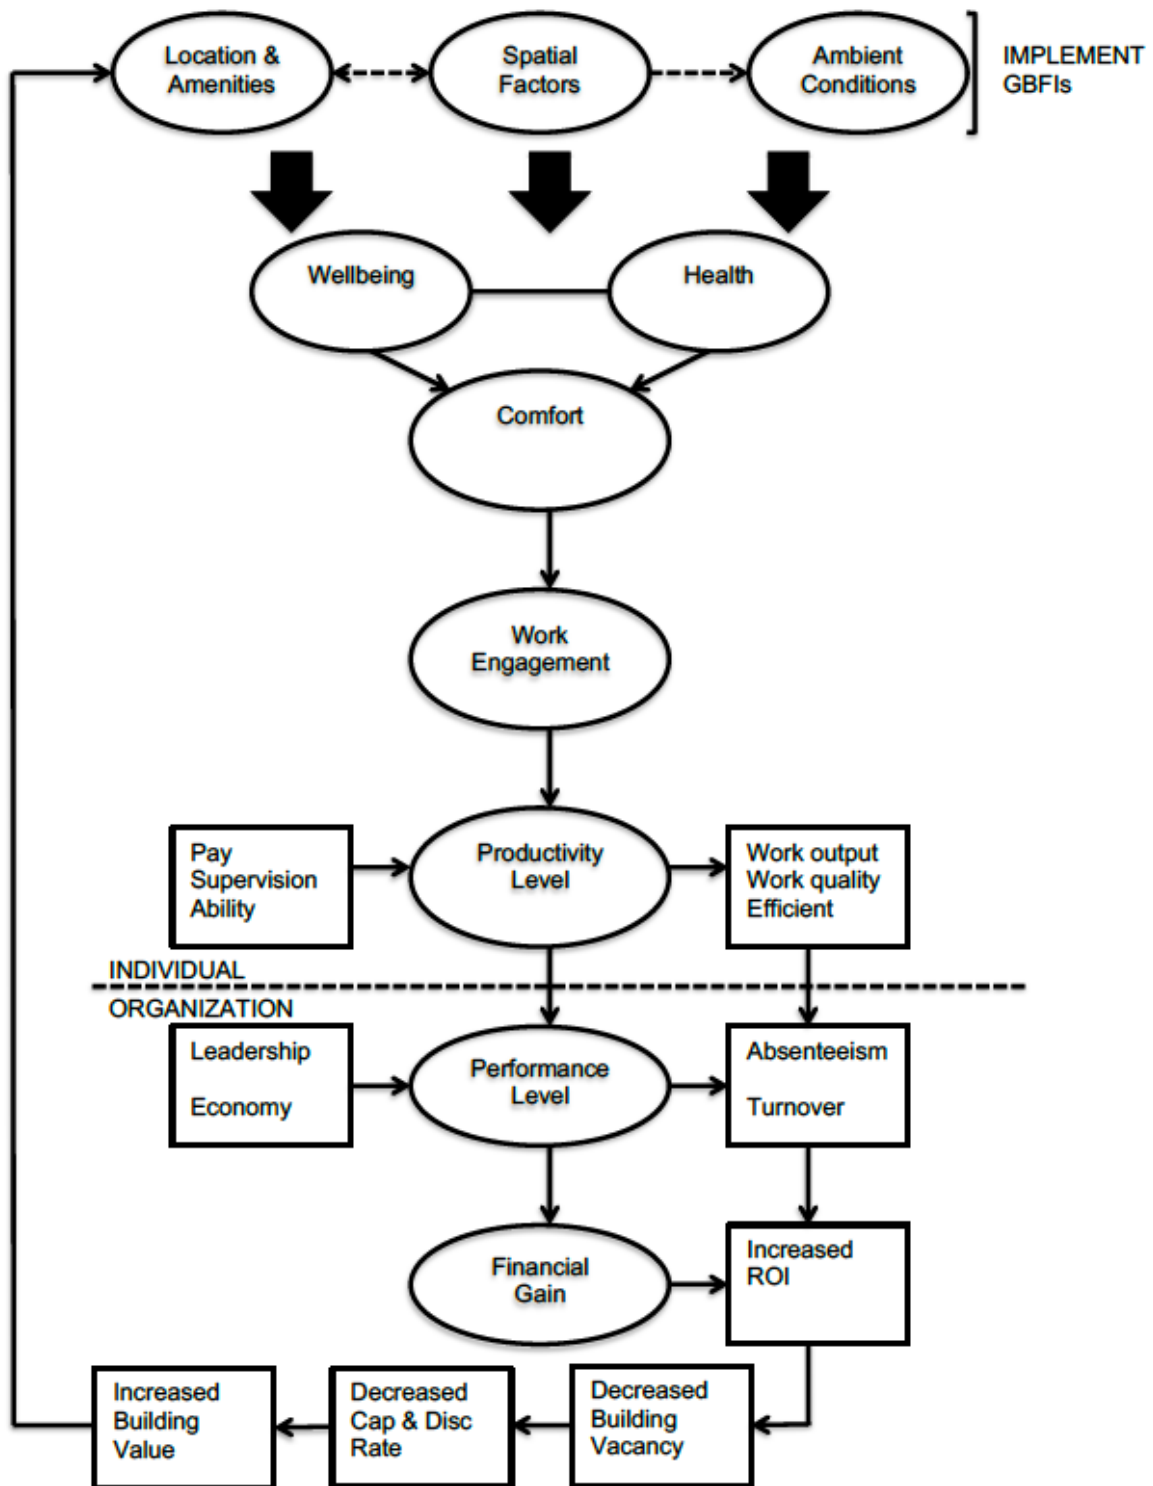 Location &
Amenities
Spatial
Factors
Ambient
Conditions
IMPLEMENT
GBFIs
Wellbeing
Health
Comfort
Work
Engagement
Pay
Supervision
Ability
Productivity
Level
Work output
Work quality
Efficient
INDIVIDUAL
ORGANIZATION
Leadership
Economy
Performance
Level
Absenteeism
Turnover
Financial
Gain
Increased
ROI
Increased
Building
Value
Decreased
Cap & Disc
Rate
Decreased
Building
Vacancy